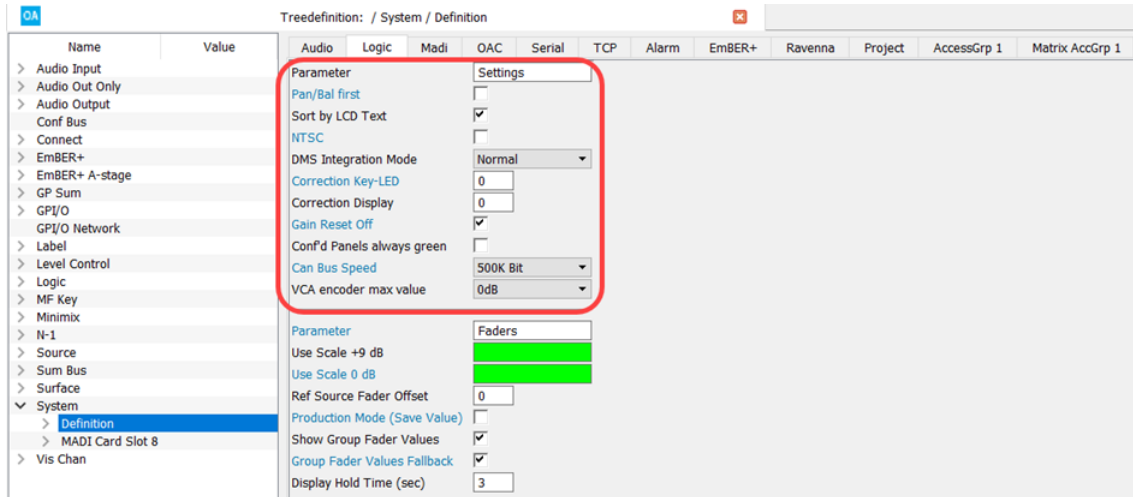 OA
Treedefinition: / System / Definition
Name Value
Audio Logic Madi OAC Serial TCP Alarm EmBER+ Ravenna Project AccessGrp 1 Matrix AccGrp 1
Audio Input
Audio Out Only
Audio Output
Conf Bus
Connect
EmBER+
EmBER+ A-stage
GP Sum
GPI/O
GPI/O Network
Label
Level Control
Logic
MF Key
Minimix
N-1
Source
Sum Bus
Surface
System
Definition
MADI Card Slot 8
Vis Chan
Parameter Settings
Pan/Bal first
Sort by LCD Text
NTSC
DMS Integration Mode Normal
Correction Key-LED 0
Correction Display 0
Gain Reset Off
Conf'd Panels always green
Can Bus Speed 500K Bit
VCA encoder max value 0dB
Parameter Faders
Use Scale +9 dB
Use Scale 0 dB
Ref Source Fader Offset 0
Production Mode (Save Value)
Show Group Fader Values
Group Fader Values Fallback
Display Hold Time (sec) 3